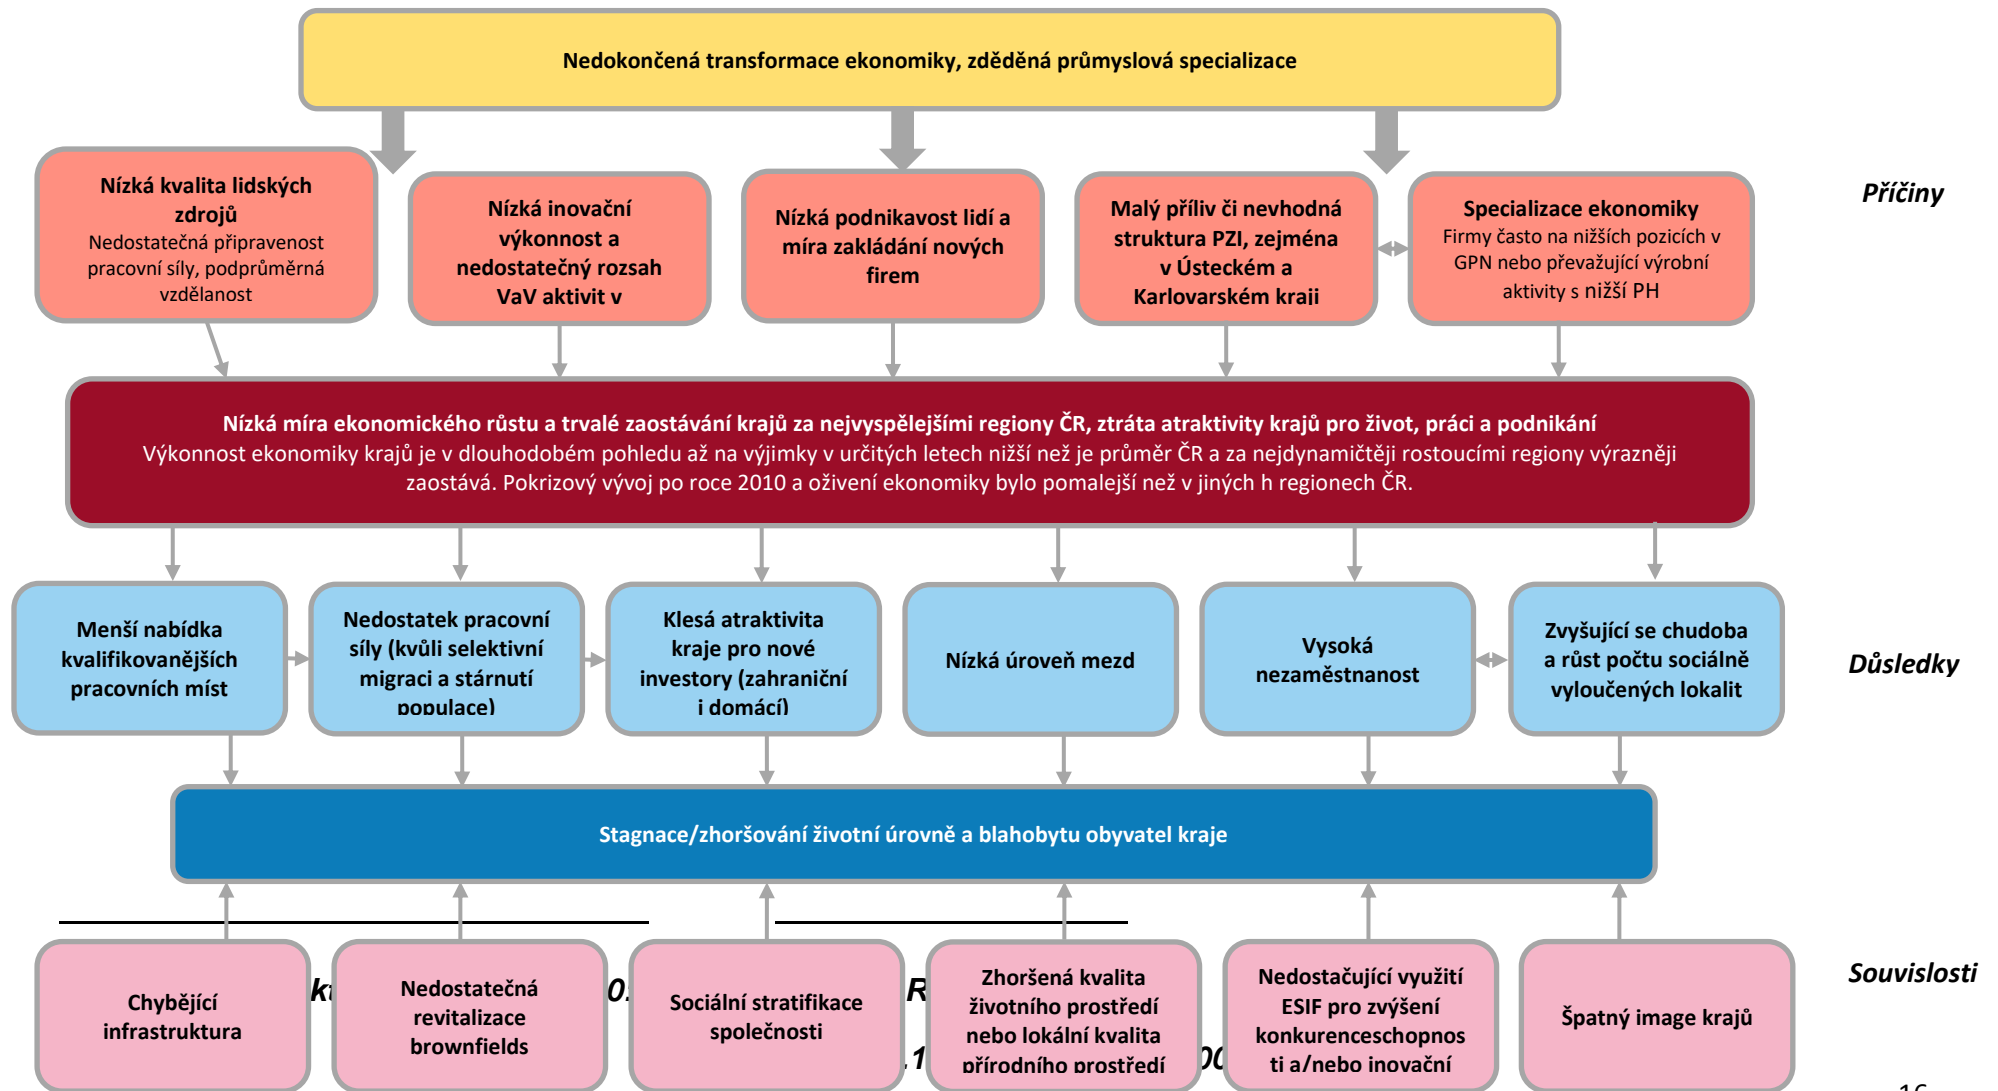 Nedokončená transformace ekonomiky, zděděná průmyslová specializace
Nízká kvalita lidských
zdrojů
Nedostatečná připravenost
pracovní síly, podprůměrná
vzdělanost
Nízká inovační
výkonnost a
nedostatečný rozsah
VaV aktivit v
Nízká podnikavost lidí a
míra zakládání nových
firem
Malý příliv či nevhodná
struktura PZI, zejména
v Ústeckém a
Karlovarském kraji
Specializace ekonomiky
Firmy často na nižších pozicích v
GPN nebo převažující výrobní
aktivity s nižší PH
Příčiny
Nízká míra ekonomického růstu a trvalé zaostávání krajů za nejvyspělejšími regiony ČR, ztráta atraktivity krajů pro život, práci a podnikání
Výkonnost ekonomiky krajů je v dlouhodobém pohledu až na výjimky v určitých letech nižší než je průměr ČR a za nejdynamičtěji rostoucími regiony výrazněji
zaostává. Pokrizový vývoj po roce 2010 a oživení ekonomiky bylo pomalejší než v jiných h regionech ČR.
Menší nabídka
kvalifikovanějších
pracovních míst
Nedostatek pracovní
síly (kvůli selektivní
migraci a stárnutí
populace)
Klesá atraktivita
kraje pro nové
investory (zahraniční
i domácí)
Nízká úroveň mezd
Vysoká
nezaměstnanost
Zvyšující se chudoba
a růst počtu sociálně
vyloučených lokalit
Důsledky
Stagnace/zhoršování životní úrovně a blahobytu obyvatel kraje
Chybějící
infrastruktura
Nedostatečná
revitalizace
brownfields
Sociální stratifikace
společnosti
Zhoršená kvalita
životního prostředí
nebo lokální kvalita
přírodního prostředí
Nedostačující využití
ESIF pro zvýšení
konkurenceschopnos
ti a/nebo inovační
Špatný image krajů
Souvislosti